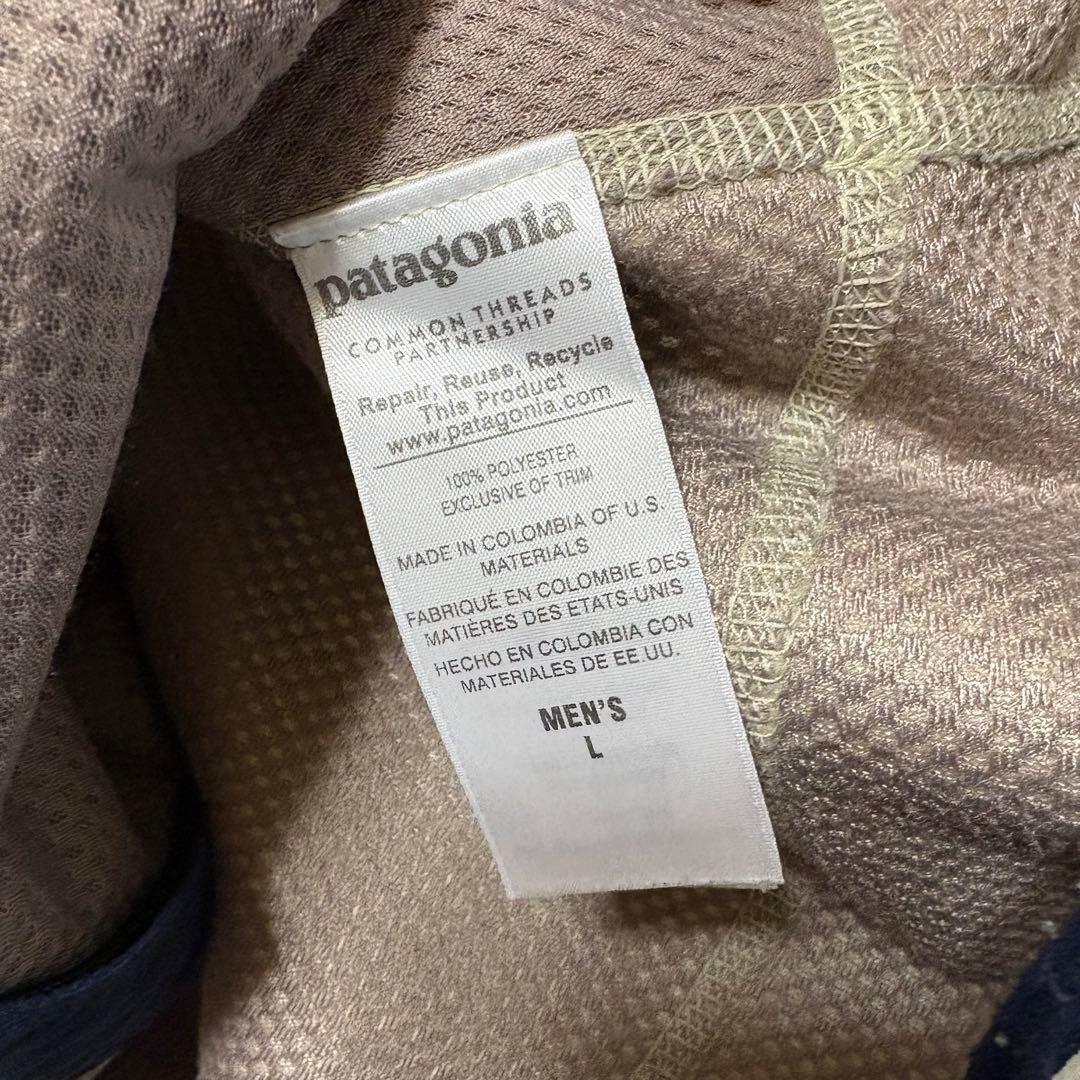 patagonia®
COMMON THREADS
PARTNERSHIP
Repair, Reuse, Recycle
This Product
www.patagonia.com
100% POLYESTER
EXCLUSIVE OF TRIM
MADE IN COLOMBIA OF U.S.
MATERIALS
FABRIQUÉ EN COLOMBIE DES
MATIÈRES DES ETATS-UNIS
HECHO EN COLOMBIA CON
MATERIALES DE EE.UU.
MEN'S
L